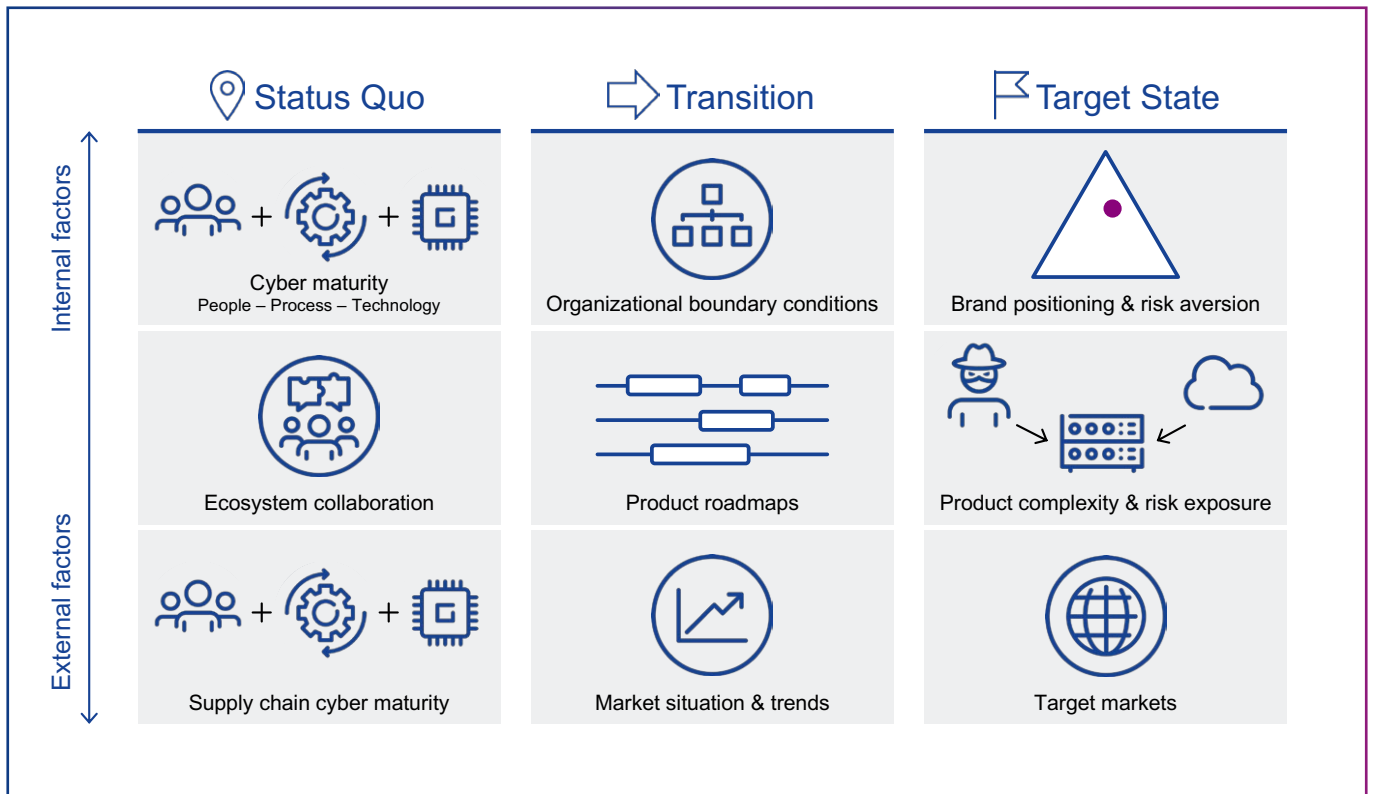 Status Quo
Transition
Target State
Internal factors
External factors
Cyber maturity
People – Process – Technology
Organizational boundary conditions
Brand positioning & risk aversion
Ecosystem collaboration
Product roadmaps
Product complexity & risk exposure
Supply chain cyber maturity
Market situation & trends
Target markets